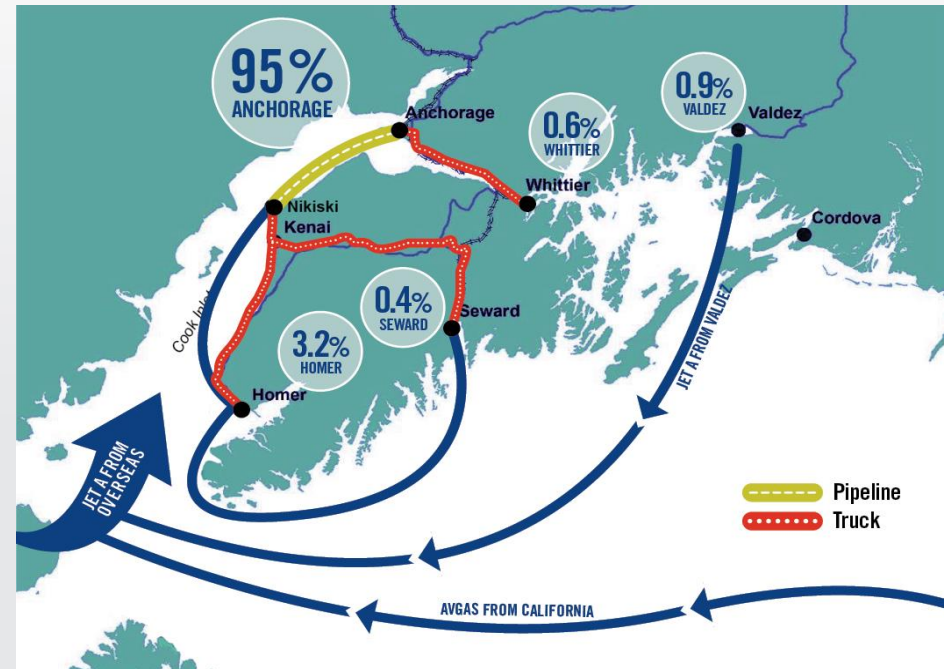 95%
ANCHORAGE
Anchorage
0.6%
WHITTIER
0.9%
VALDEZ
Valdez
Whittier
Nikiski
Kenai
Cordova
Cook Inlet
0.4%
SEWARD
Seward
3.2%
HOMER
Homer
JET A FROM VALDEZ
JET A FROM
OVERSEAS
Pipeline
Truck
AVGAS FROM CALIFORNIA